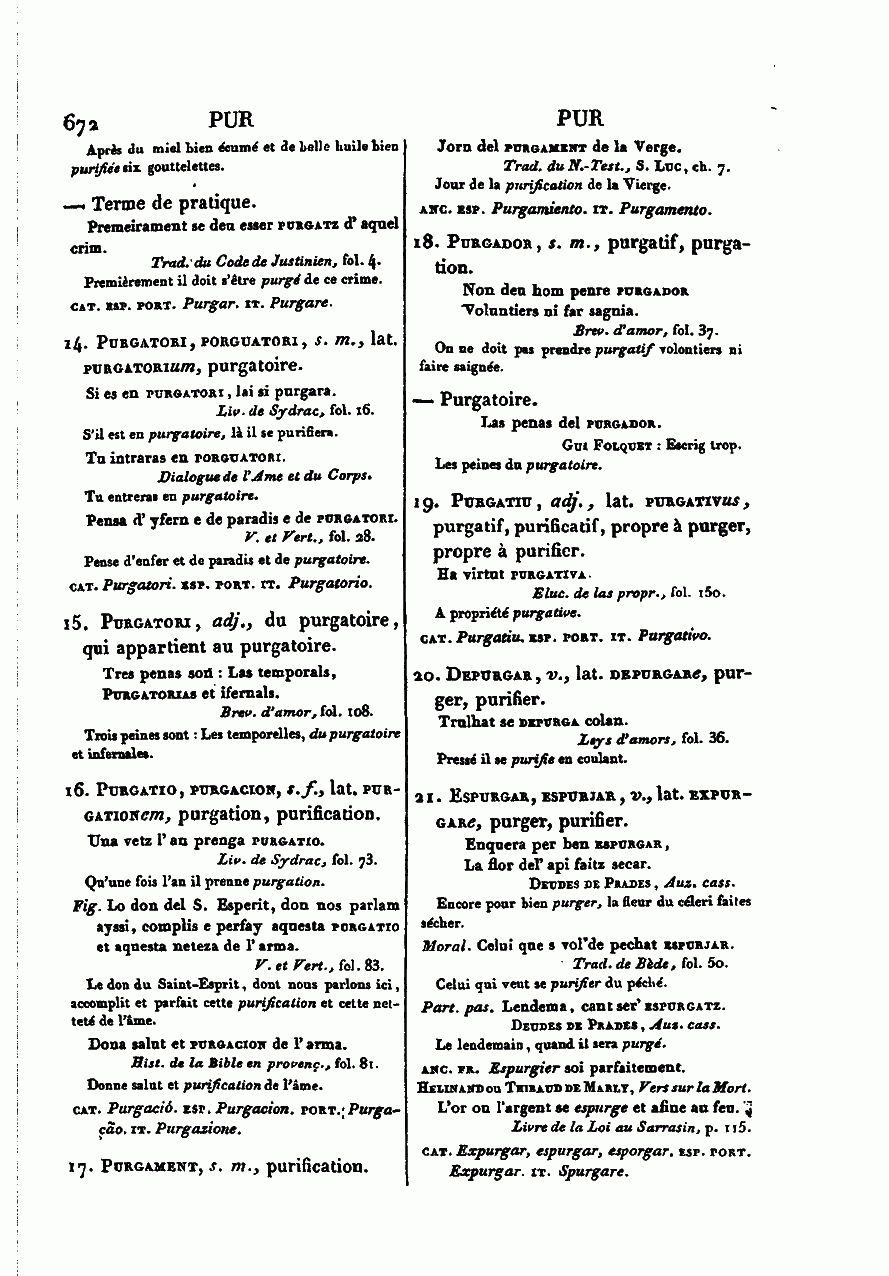 672 PUR
Après du miel bien écumé et de belle huile bien
purifiée six gouttelettes.
— Terme de pratique.
Premeirament se deu esser PURGATZ d' aquel
crim.
Trad. du Code de Justinien, fol. 4.
Premièrement il doit s'être purgé de ce crime.
CAT. ESP. PORT. Purgar. IT. Purgare.
14. PURGATORI, PORGUATORI, s. m., lat.
PURGATORIum, purgatoire.
Si es en PURGATORI, lai si purgara.
Liv. de Sydrac, fol. 16.
S'il est en purgatoire, là il se purifiera.
Tu intraras en PORGUATORI.
Dialogue de l'Ame et du Corps.
Tu entreras en purgatoire.
Pensa d' yfern e de paradis e de PURGATORI.
V. et Vert., fol. 28.
Pense d'enfer et de paradis et de purgatoire.
CAT. Purgatori. ESP. PORT. IT. Purgatorio.
15. PURGATORI, adj., du purgatoire,
qui appartient au purgatoire.
Tres penas son : Las temporals,
PURGATORIAS et ifernals.
Brev. d'amor, fol. 108.
Trois peines sont : Les temporelles, du purgatoire
et infernales.
16. PURGATIO, PURGACION, s. f., lat. PUR-
GATIONem, purgation, purification.
Una vetz l' an prenga PURGATIO.
Liv. de Sydrac, fol. 73.
Qu'une fois l'an il prenne purgation.
Fig. Lo don del S. Esperit, don nos parlam
ayssi, complis e perfay aquesta PORGATIO
et aquesta neteza de l' arma.
V. et Vert., fol. 83.
Le don du Saint-Esprit, dont nous parlons ici,
accomplit et parfait cette purification et cette net-
teté de l'âme.
Dona salut et PURGACION de l' arma.
Hist. de la Bible en provenç., fol. 81.
Donne salut et purification de l'âme.
CAT. Purgació. ESP. Purgacion. PORT. Purga-
ção. IT. Purgazione.
17. PURGAMENT, s. m., purification.
PUR
Jorn del PURGAMENT de la Verge.
Trad. du N.-Test., S. LUC, ch. 7.
Jour de la purification de la Vierge.
ANC. ESP. Purgamiento. IT. Purgamento.
18. PURGADOR, s. m., purgatif, purga-
tion.
Non deu hom penre PURGADOR
Voluntiers ni far sagnia.
Brev. d'amor, fol. 37.
On ne doit pas prendre purgatif volontiers ni
faire saignée.
— Purgatoire.
Las penas del PURGADOR.
GUI FOLQUET : Escrig trop.
Les peines du purgatoire.
19. PURGATIU, adj., lat. PURGATIVus,
purgatif, purificatif, propre à purger,
propre à purifier.
Ha virtut PURGATIVA.
Eluc. de las propr., fol. 150.
A propriété purgative.
CAT. Purgatiu. ESP. PORT. IT. Purgativo.
20. DEPURGAR, v., lat. DEPURGARe, pur-
ger, purifier.
Trulhat se DEPURGA colan.
Leys d'amors, fol. 36.
Pressé il se purifie en coulant.
21. ESPURGAR, ESPURJAR, v., lat. EXPUR-
GARe, purger, purifier.
Enquera per ben ESPURGAR,
La flor del' api faitz secar.
DEUDES DE PRADES, Auz. cass.
Encore pour bien purger, la fleur du céleri faites
sécher.
Moral. Celui que s vol de pechat ESPURJAR.
Trad. de Bède, fol. 50.
Celui qui veut se purifier du péché.
Part. pas. Lendema, cant ser' ESPURGATZ.
DEUDES DE PRADES, Auz. cass.
Le lendemain, quand il sera purgé.
ANC. FR. Espurgier soi parfaitement.
HELINAND ou THIBAUD DE MARLY, Vers sur la Mort.
L'or ou l'argent se espurge et afine au feu.
Livre de la Loi au Sarrasin, p. 115.
CAT. Expurgar, espurgar, esporgar. ESP. PORT.
Expurgar. IT. Spurgare.